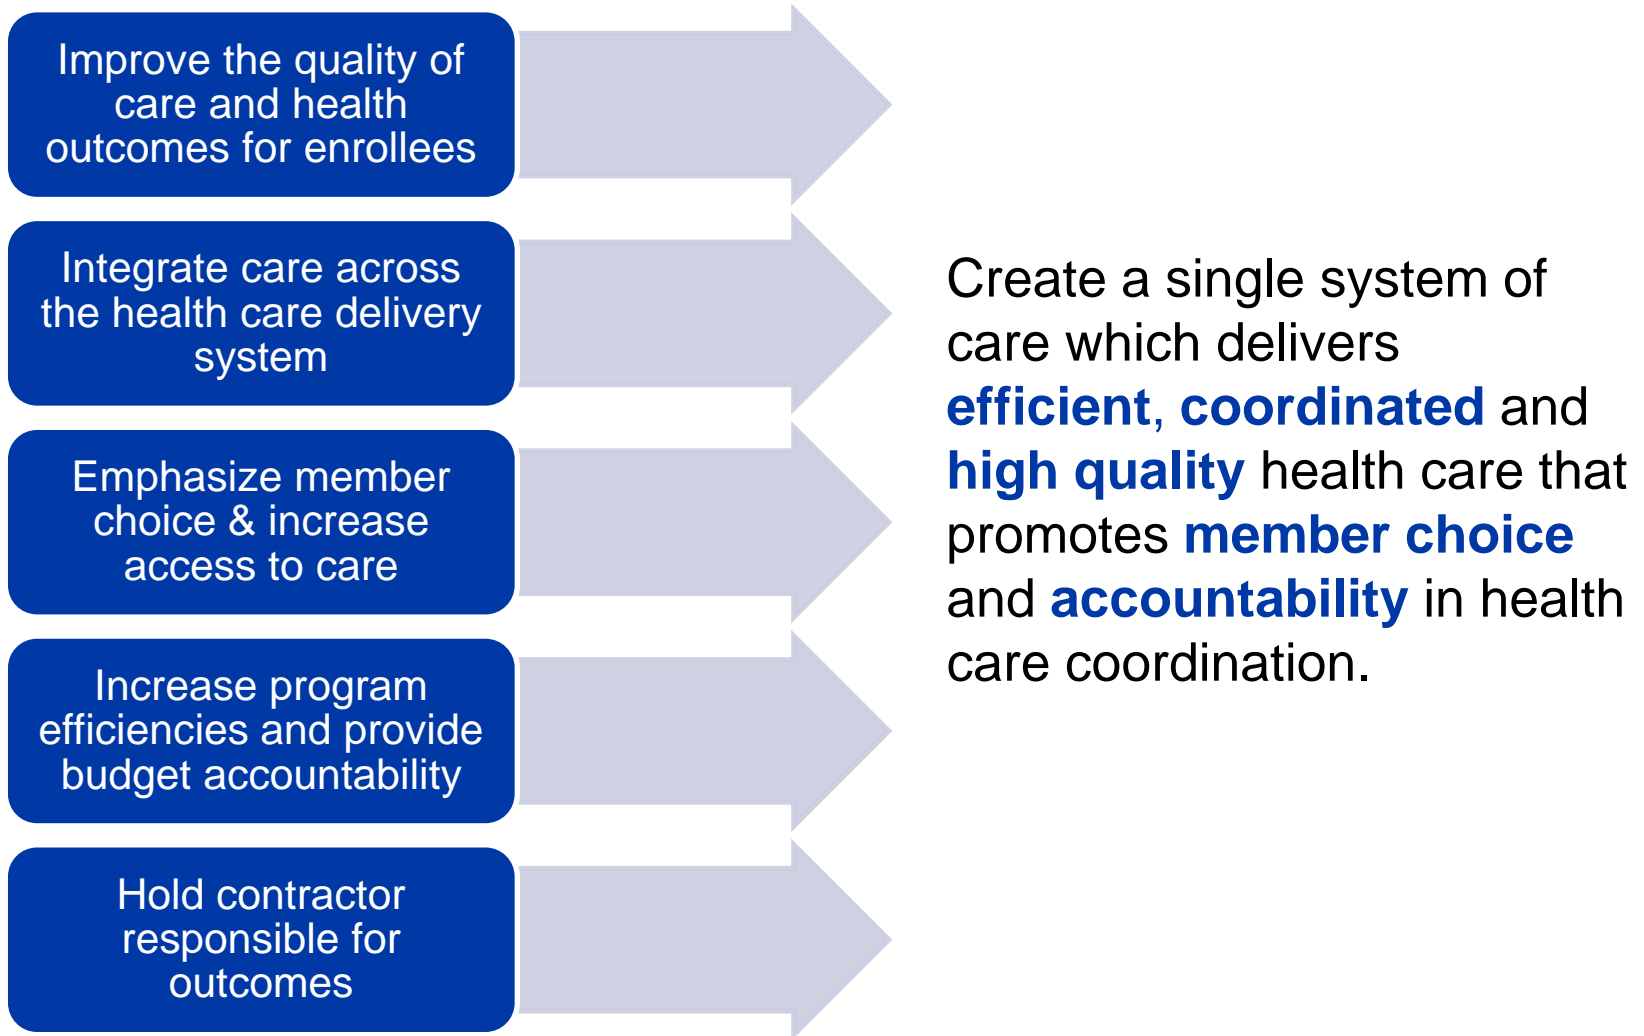 Improve the quality of
care and health
outcomes for enrollees
Integrate care across
the health care delivery
system
Emphasize member
choice & increase
access to care
Increase program
efficiencies and provide
budget accountability
Hold contractor
responsible for
outcomes
Create a single system of
care which delivers
efficient, coordinated and
high quality health care that
promotes member choice
and accountability in health
care coordination.